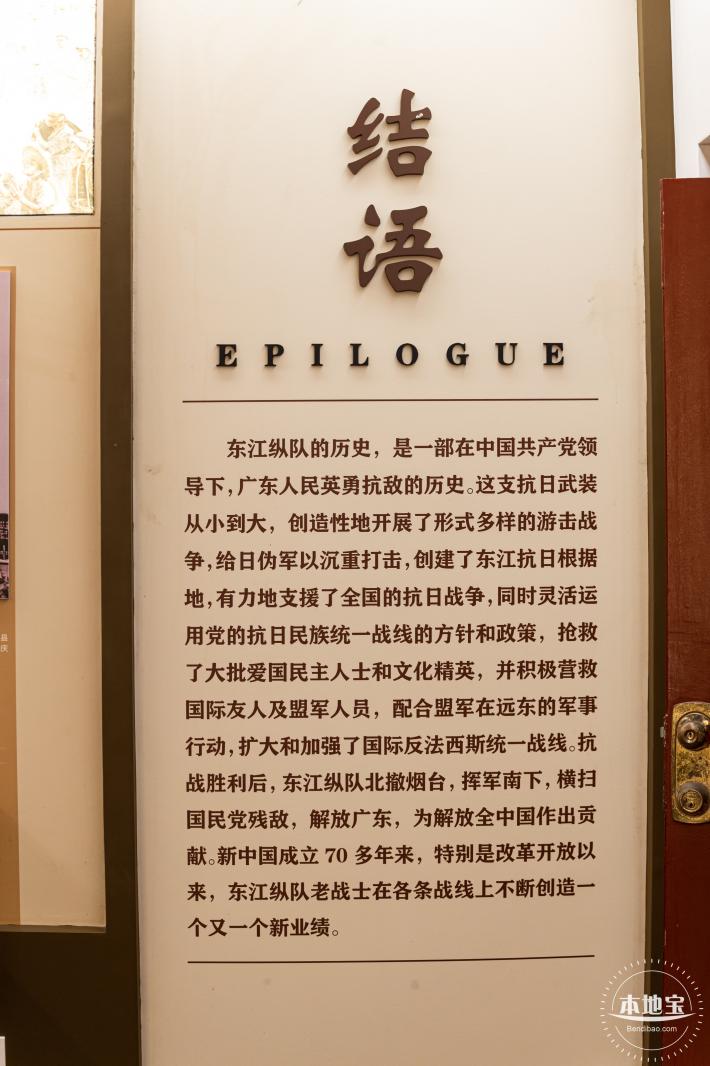 结
语
EPILOGUE
东江纵队的历史，是一部在中国共产党领
导下，广东人民英勇抗敌的历史。这支抗日武装
从小到大，创造性地开展了形式多样的游击战
争，给日伪军以沉重打击，创建了东江抗日根据
地，有力地支援了全国的抗日战争，同时灵活运
用党的抗日民族统一战线的方针和政策，抢救
了大批爱国民主人士和文化精英，并积极营救
国际友人及盟军人员，配合盟军在远东的军事
行动，扩大和加强了国际反法西斯统一战线。抗
战胜利后，东江纵队北撤烟台，挥军南下，横扫
国民党残敌，解放广东，为解放全中国作出贡
献。新中国成立 70 多年来，特别是改革开放以
来，东江纵队老战士在各条战线上不断创造一
个又一个新业绩。
县
庆
本地宝
Bendibao.com